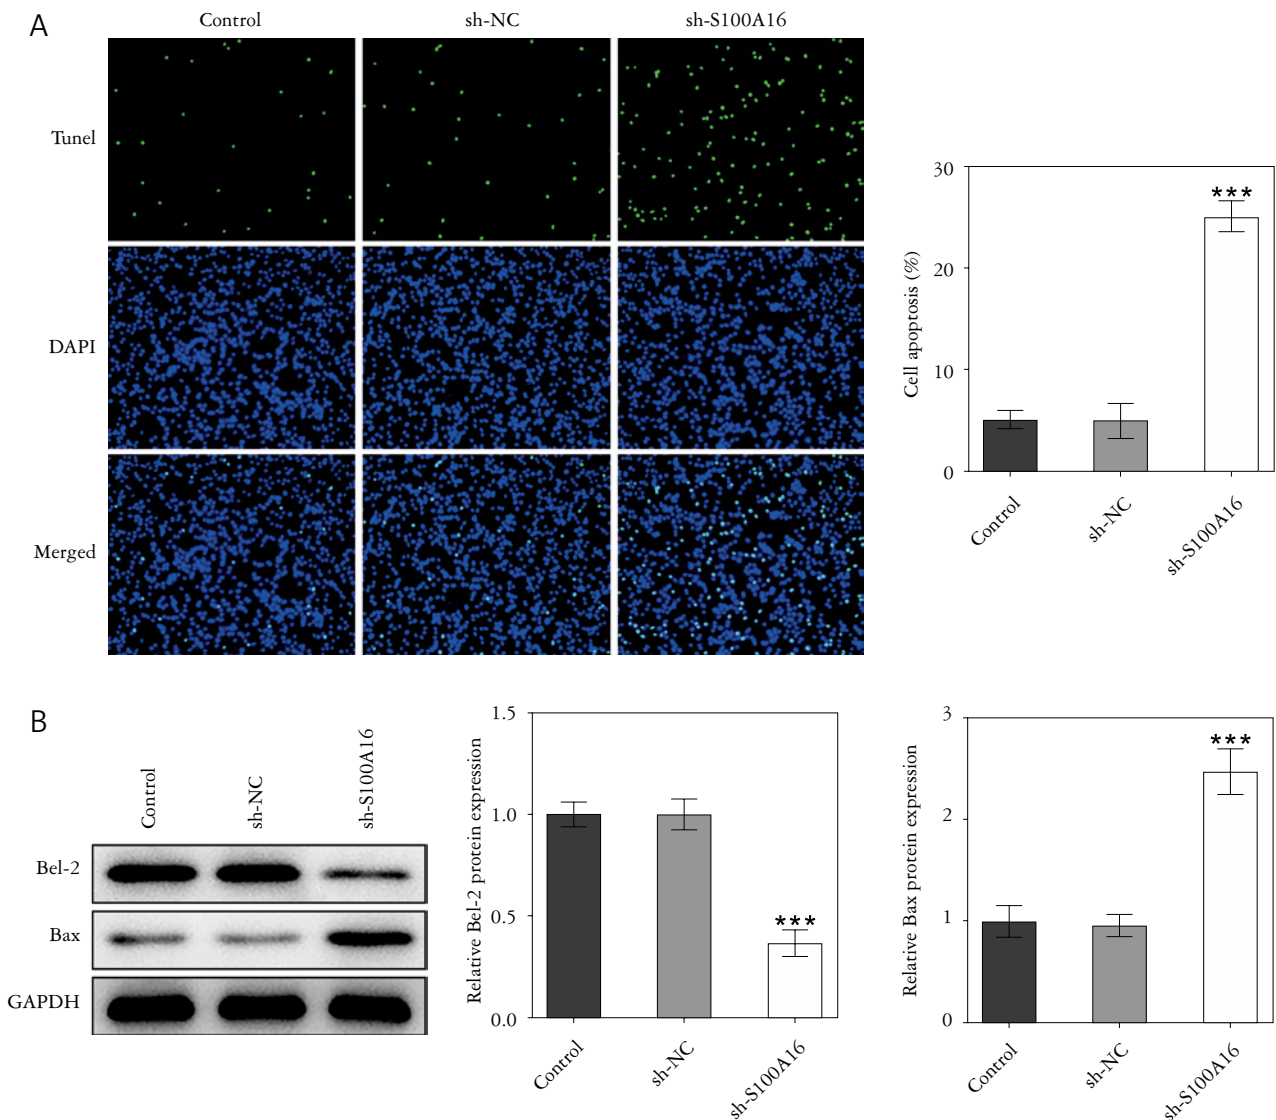 A
Control
sh-NC
sh-S100A16
Tunel
DAPI
Merged
Cell apoptosis (%)
30
20
10
0
***
Control
sh-NC
sh-S100A16
B
Control
sh-NC
sh-S100A16
Bel-2
Bax
GAPDH
Relative Bel-2 protein expression
1.5
1.0
0.5
0.0
***
Control
sh-NC
sh-S100A16
Relative Bax protein expression
3
2
1
0
***
Control
sh-NC
sh-S100A16